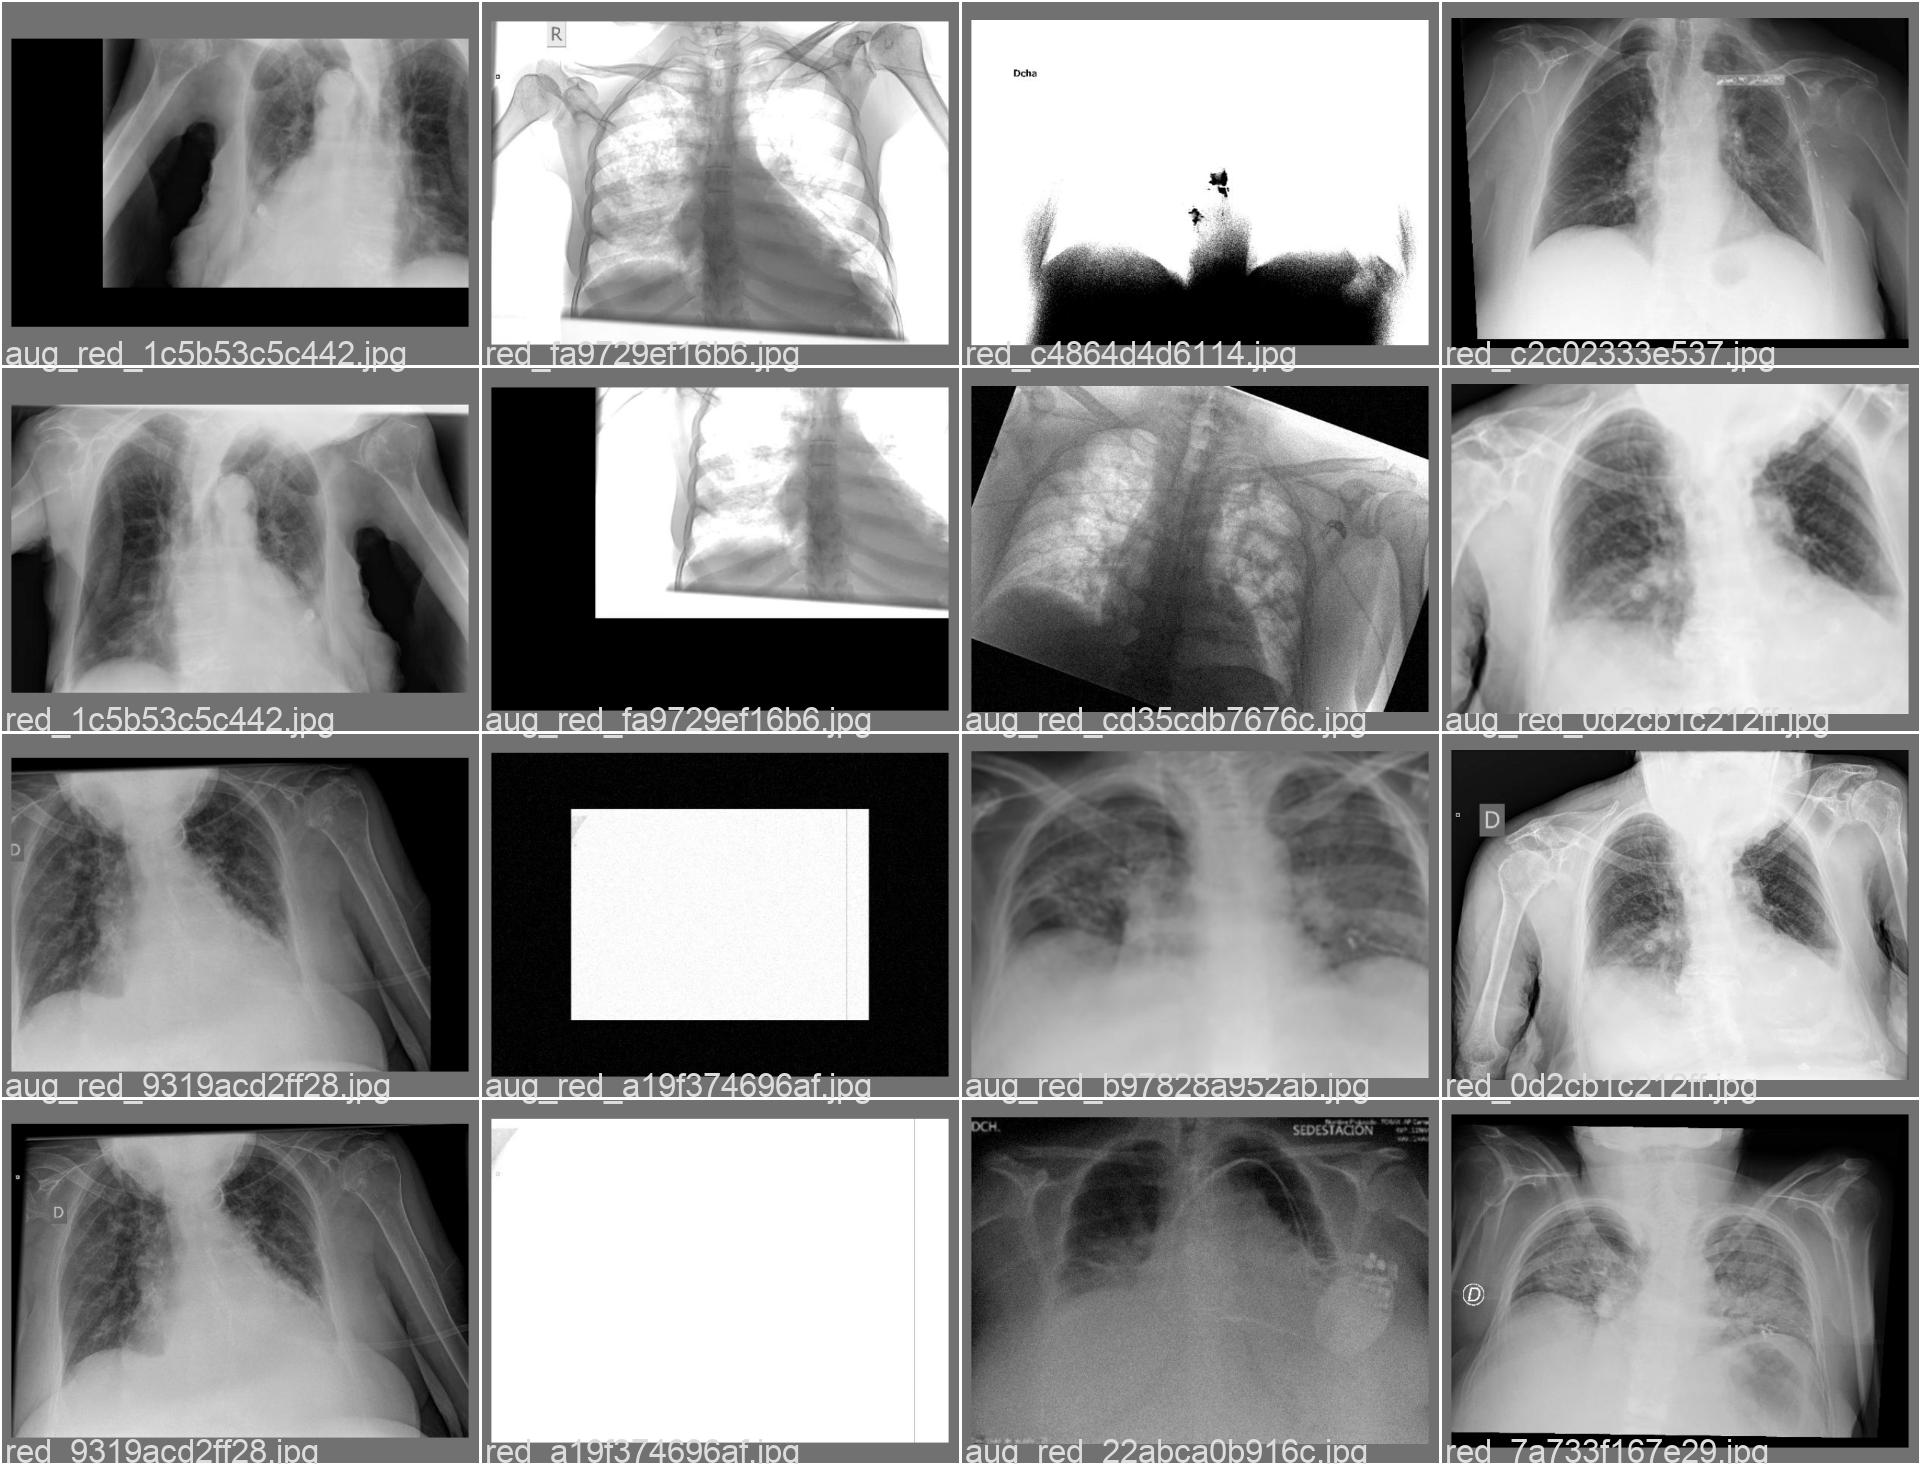 R
Dcha
aug_red_1c5b53c5c442.jpg
red_fa9729ef16b6.jpg
red_c4864d4d6114.jpg
red_c2c02333e537.jpg
red_1c5b53c5c442.jpg
aug_red_fa9729ef16b6.jpg
aug_red_cd35cdb7676c.jpg
aug_red_0d2cb1c212ff.jpg
D
D
aug_red_9319acd2ff28.jpg
aug_red_a19f374696af.jpg
aug_red_b97828a952ab.jpg
red_0d2cb1c212ff.jpg
DCH.
SEDESTACIÓN
D
D
red_9319acd2ff28.jpg
red_a19f374696af.jpg
aug_red_22abca0b916c.jpg
red_7a733f167e29.jpg